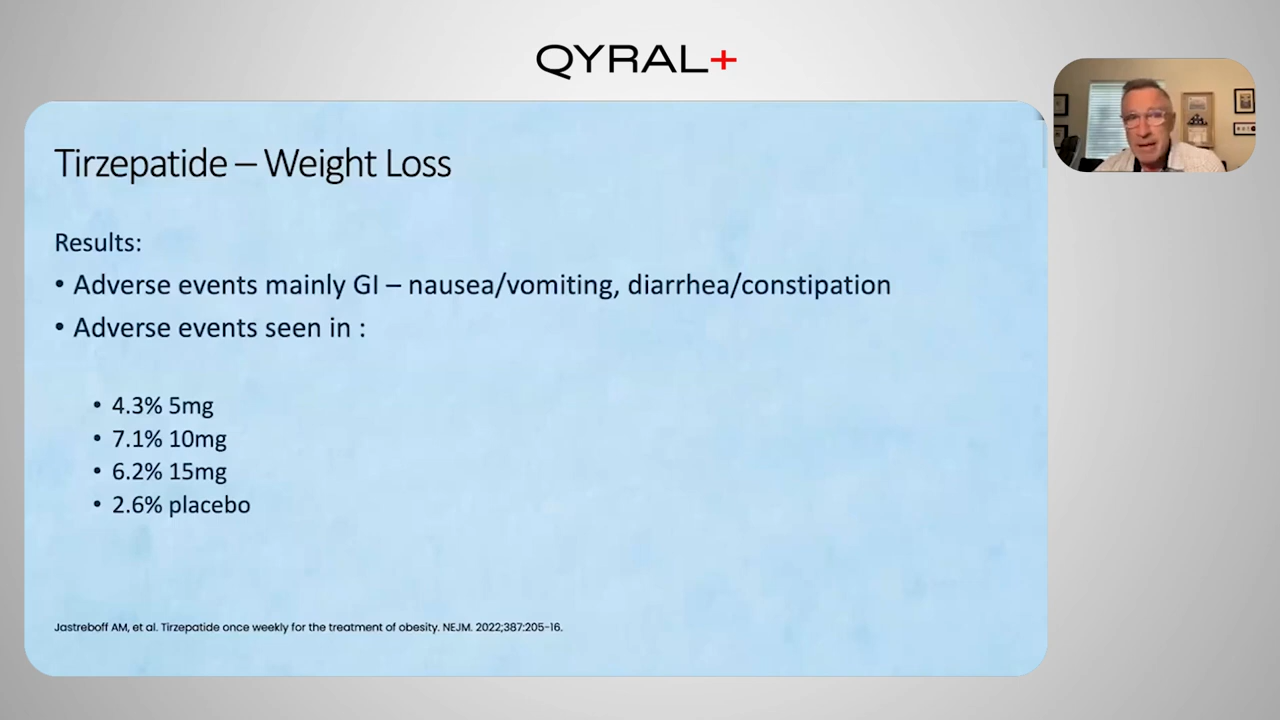 QYRAL+
Tirzepatide – Weight Loss
Results:
• Adverse events mainly GI – nausea/vomiting, diarrhea/constipation
• Adverse events seen in :
• 4.3% 5mg
• 7.1% 10mg
• 6.2% 15mg
• 2.6% placebo
Jastreboff AM, et al. Tirzepatide once weekly for the treatment of obesity. NEJM. 2022;387:205-16.